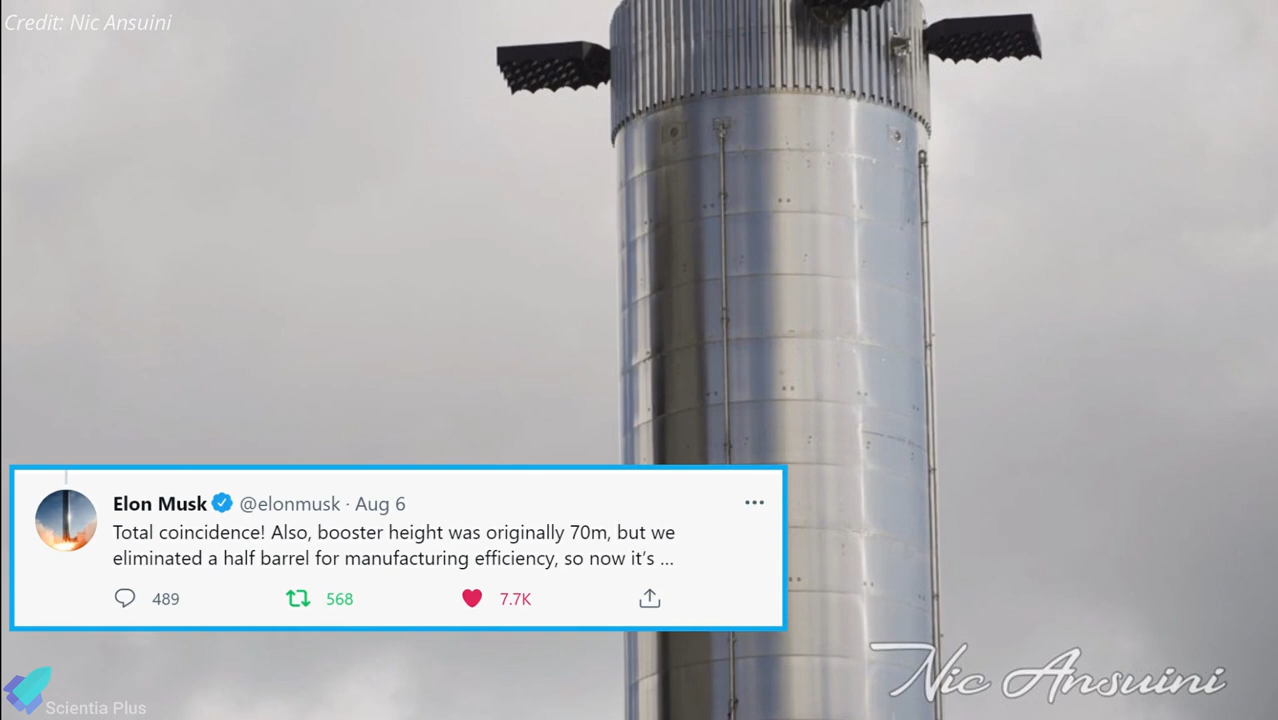 Credit: Nic Ansuini
Elon Musk @elonmusk · Aug 6
Total coincidence! Also, booster height was originally 70m, but we
eliminated a half barrel for manufacturing efficiency, so now it's ...
489 568 7.7K
Nic Ansuini
Scientia Plus